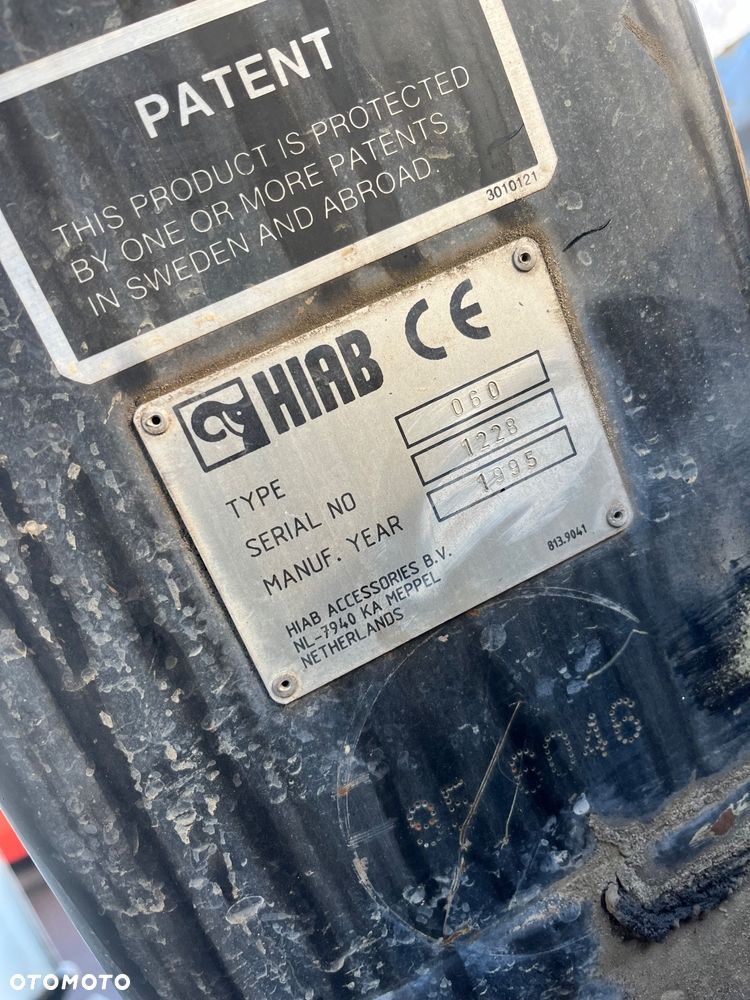 PATENT
THIS PRODUCT IS PROTECTED
BY ONE OR MORE PATENTS
IN SWEDEN AND ABROAD.
3010121
HIAB CE
TYPE 060
SERIAL NO 1228
MANUF. YEAR 1995
HIAB ACCESSORIES B.V.
NL-7940 KA MEPPEL
NETHERLANDS
813.9041
OTOMOTO